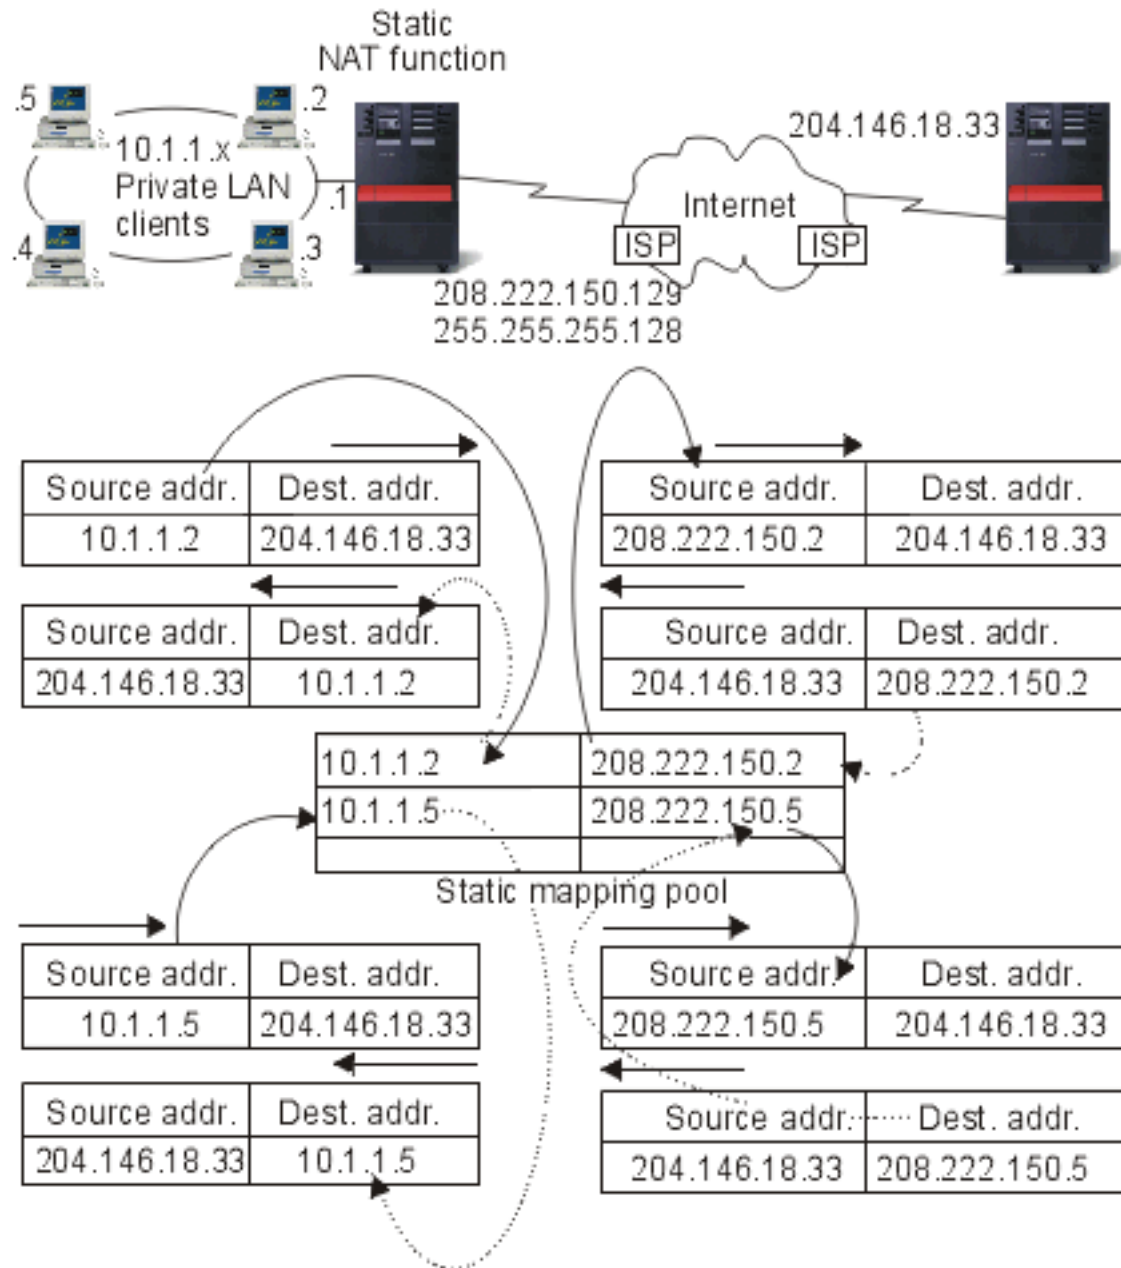 Static
NAT function
.5
.2
204.146.18.33
10.1.1.x
Private LAN
clients
.1
Internet
.4
.3
ISP
ISP
208.222.150.129
255.255.255.128
Source addr. Dest. addr.
10.1.1.2 204.146.18.33
Source addr. Dest. addr.
208.222.150.2 204.146.18.33
Source addr. Dest. addr.
204.146.18.33 10.1.1.2
Source addr. Dest. addr.
204.146.18.33 208.222.150.2
10.1.1.2 208.222.150.2
10.1.1.5 208.222.150.5
Static mapping pool
Source addr. Dest. addr.
10.1.1.5 204.146.18.33
Source addr. Dest. addr.
208.222.150.5 204.146.18.33
Source addr. Dest. addr.
204.146.18.33 10.1.1.5
Source addr. Dest. addr.
204.146.18.33 208.222.150.5